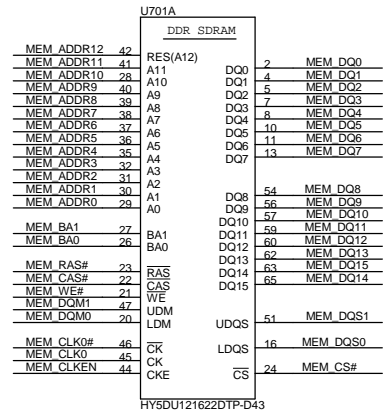 U701A
DDR SDRAM
MEM_ADDR12 42 RES(A12)
MEM_ADDR11 41 A11 DQ0 2 MEM_DQ0
MEM_ADDR10 28 A10 DQ1 4 MEM_DQ1
MEM_ADDR9 40 A9 DQ2 5 MEM_DQ2
MEM_ADDR8 39 A8 DQ3 7 MEM_DQ3
MEM_ADDR7 38 A7 DQ4 8 MEM_DQ4
MEM_ADDR6 37 A6 DQ5 10 MEM_DQ5
MEM_ADDR5 36 A5 DQ6 11 MEM_DQ6
MEM_ADDR4 35 A4 DQ7 13 MEM_DQ7
MEM_ADDR3 32 A3
MEM_ADDR2 31 A2
MEM_ADDR1 30 A1 DQ8 54 MEM_DQ8
MEM_ADDR0 29 A0 DQ9 56 MEM_DQ9
DQ10 57 MEM_DQ10
MEM_BA1 27 BA1 DQ11 59 MEM_DQ11
MEM_BA0 26 BA0 DQ12 60 MEM_DQ12
DQ13 62 MEM_DQ13
MEM_RAS# 23 RAS DQ14 63 MEM_DQ15
MEM_CAS# 22 CAS DQ15 65 MEM_DQ14
MEM_WE# 21 WE
MEM_DQM1 47 UDM
MEM_DQM0 20 LDM UDQS 51 MEM_DQS1
MEM_CLK0# 46 CK LDQS 16 MEM_DQS0
MEM_CLK0 45 CK
MEM_CLKEN 44 CKE CS 24 MEM_CS#
HY5DU121622DTP-D43